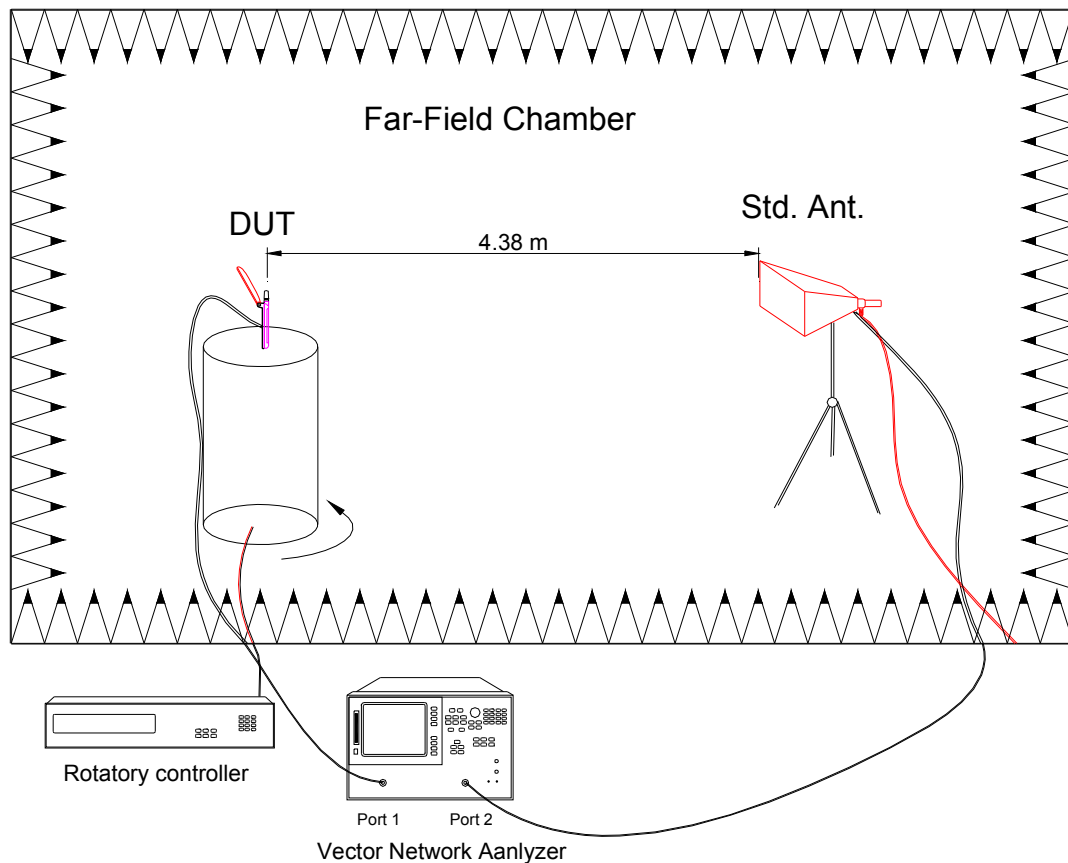 Far-Field Chamber
Std. Ant.
DUT
4.38 m
Rotatory controller
Port 1
Port 2
Vector Network Aanlyzer